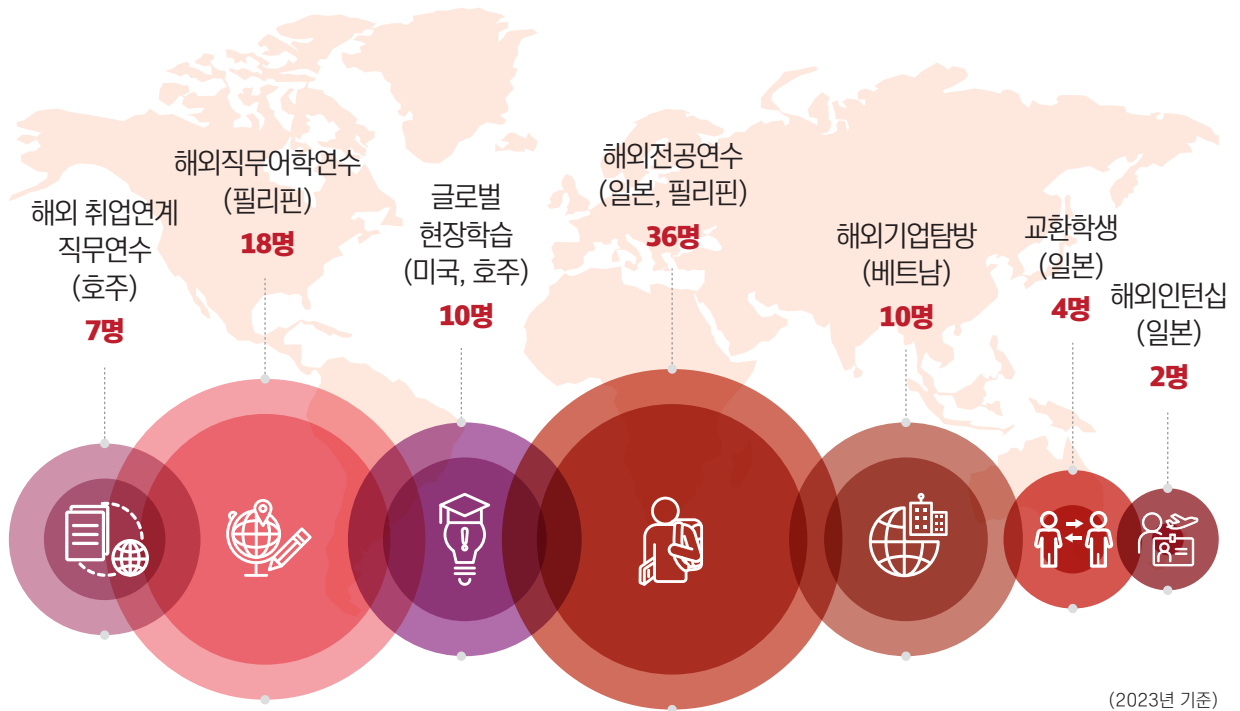 해외 취업연계
직무연수
(호주)
7명
해외직무어학연수
(필리핀)
18명
글로벌
현장학습
(미국, 호주)
10명
해외전공연수
(일본, 필리핀)
36명
해외기업탐방
(베트남)
10명
교환학생
(일본)
4명
해외인턴십
(일본)
2명
(2023년 기준)